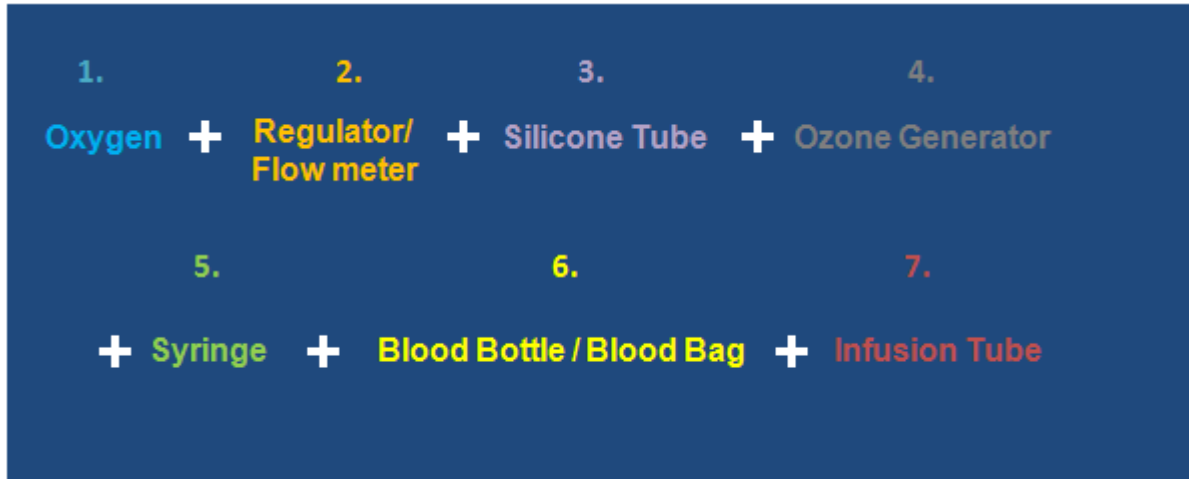 1. 2. 3. 4.
Oxygen + Regulator/ Flow meter + Silicone Tube + Ozone Generator
5. 6. 7.
+ Syringe + Blood Bottle / Blood Bag + Infusion Tube